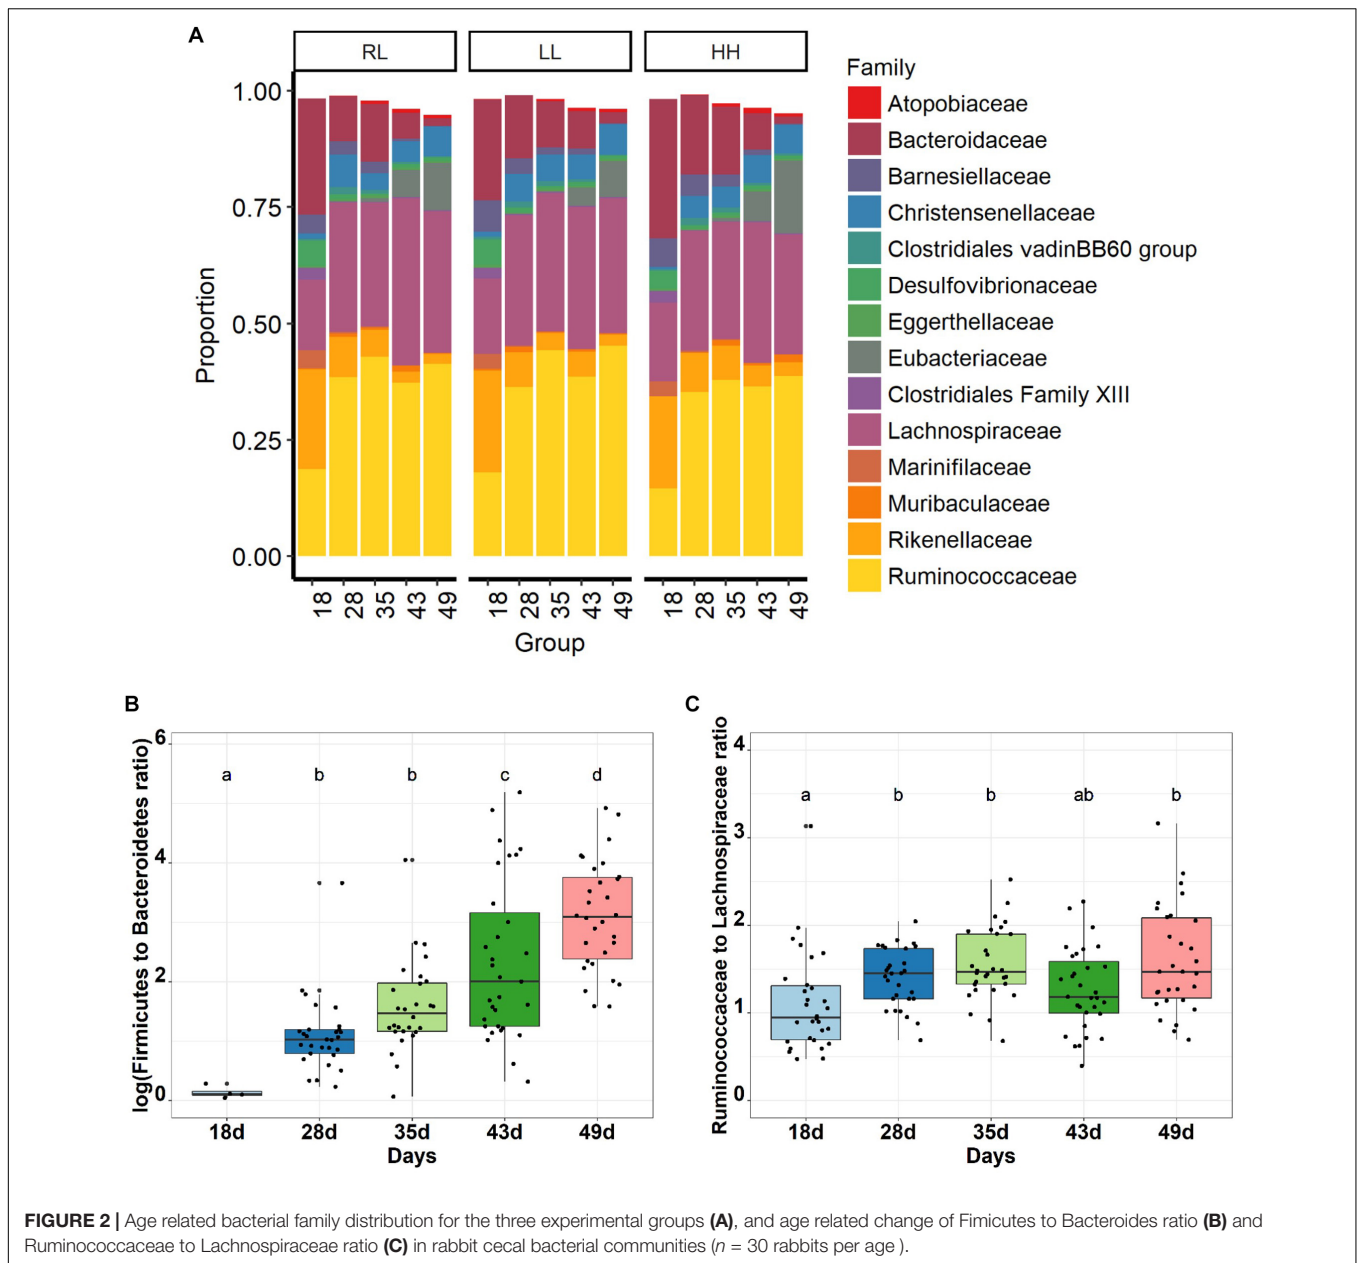 A
RL LL HH
1.00
0.75
0.50
0.25
0.00
Proportion
18 28 35 43 49 18 28 35 43 49 18 28 35 43 49
Group
Family
Atopobiaceae
Bacteroidaceae
Barnesiellaceae
Christensenellaceae
Clostridiales vadinBB60 group
Desulfovibrionaceae
Eggerthellaceae
Eubacteriaceae
Clostridiales Family XIII
Lachnospiraceae
Marinifilaceae
Muribaculaceae
Rikenellaceae
Ruminococcaceae
B
log(Firmicutes to Bacteroidetes ratio)
6
4
2
0
a b b c d
18d 28d 35d 43d 49d
Days
C
Ruminococcaceae to Lachnospiraceae ratio
4
3
2
1
0
a b b ab b
18d 28d 35d 43d 49d
Days
FIGURE 2 | Age related bacterial family distribution for the three experimental groups (A), and age related change of Fimicutes to Bacteroides ratio (B) and
Ruminococcaceae to Lachnospiraceae ratio (C) in rabbit cecal bacterial communities (n = 30 rabbits per age ).